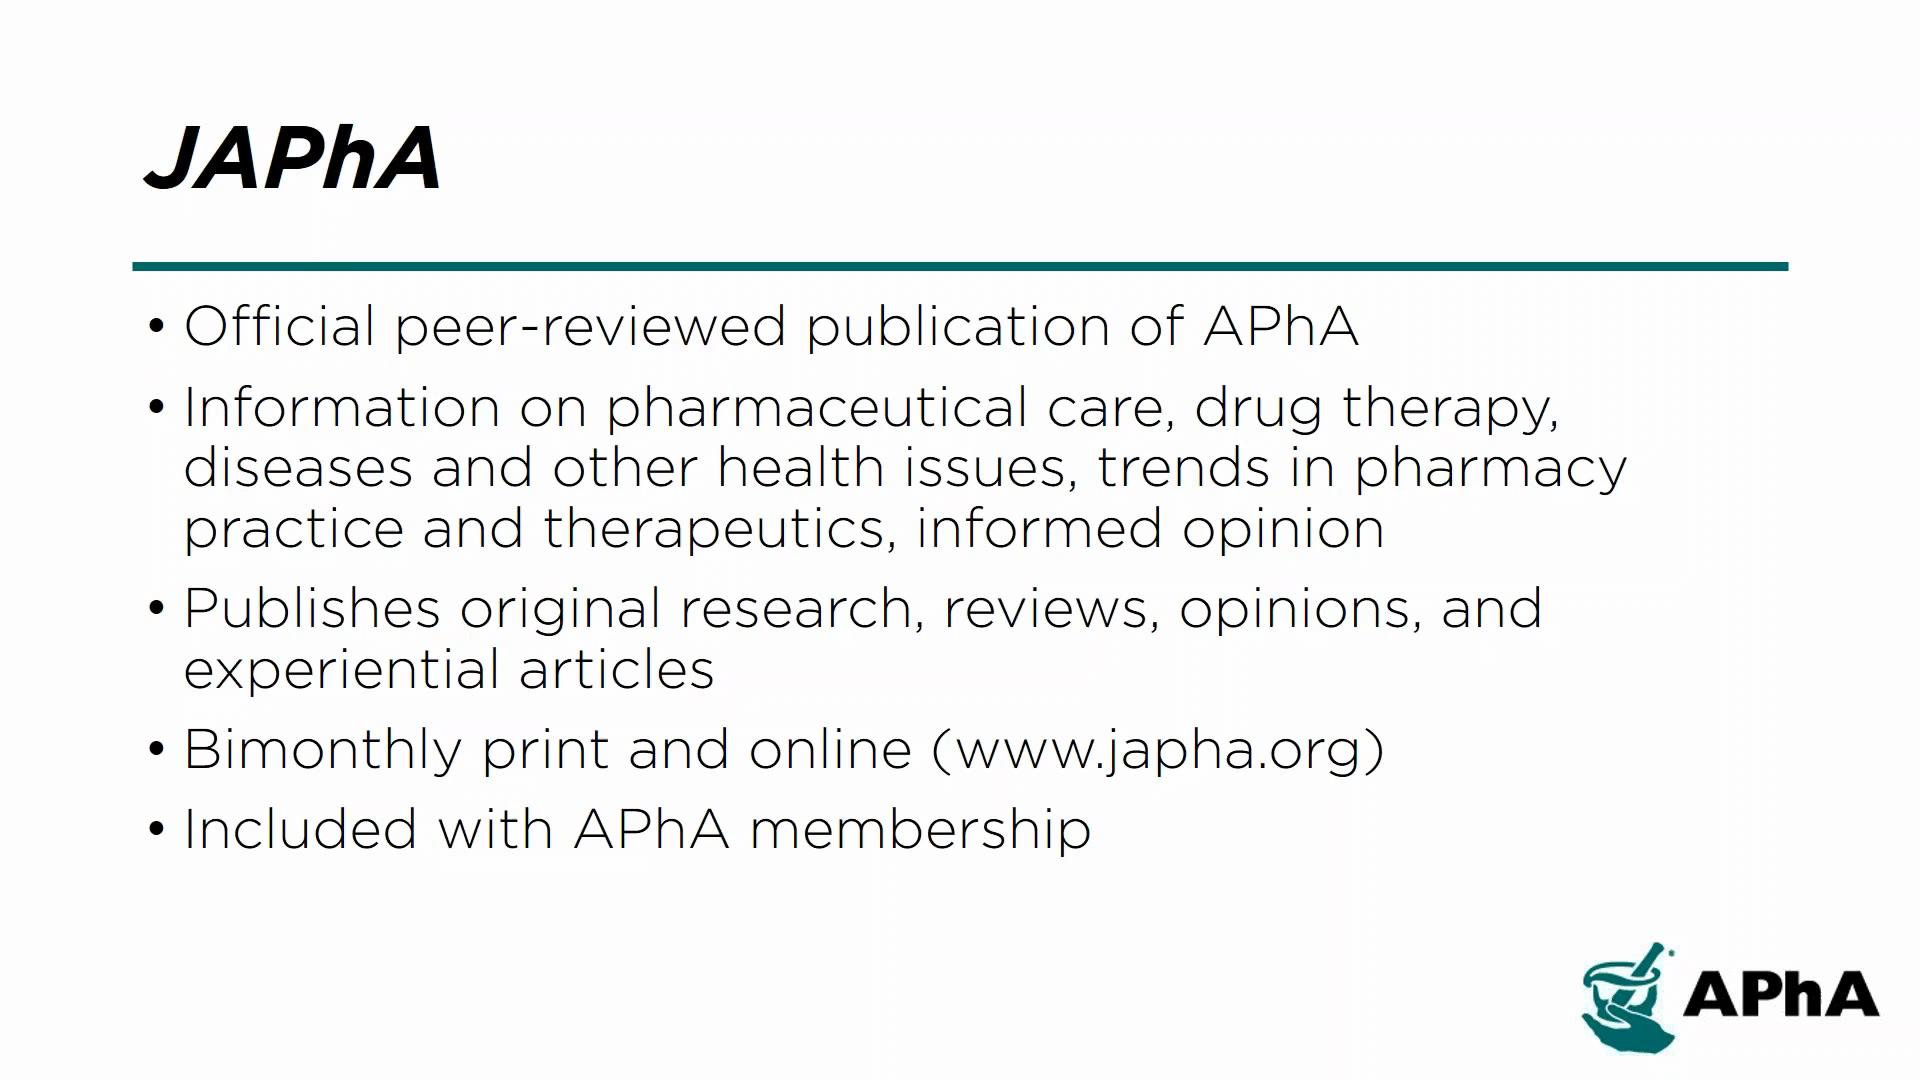 JAPhA
• Official peer-reviewed publication of APhA
• Information on pharmaceutical care, drug therapy,
diseases and other health issues, trends in pharmacy
practice and therapeutics, informed opinion
• Publishes original research, reviews, opinions, and
experiential articles
• Bimonthly print and online (www.japha.org)
• Included with APhA membership
APhA